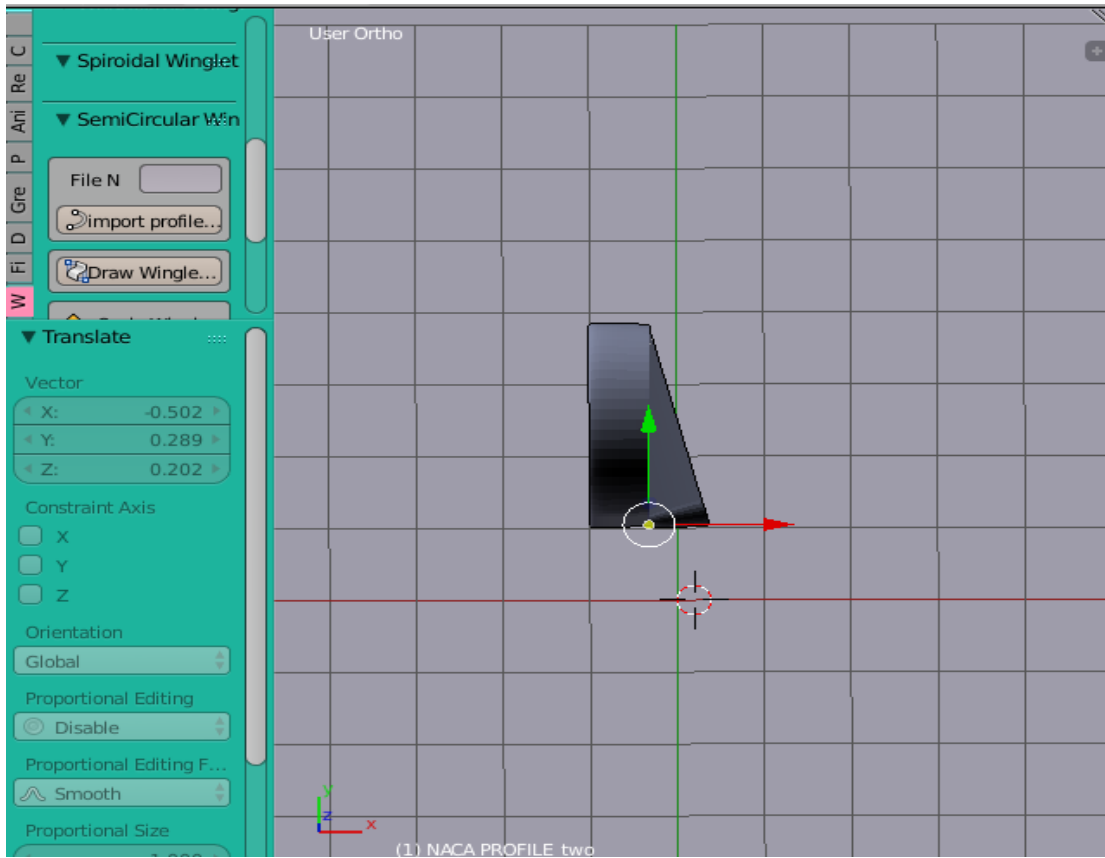 User Ortho
C
Re
Ani
P
Gre
D
Fi
W
Spiroidal Winglet
SemiCircular Win
File N
import profile...
Draw Wingle...
Translate
Vector
X: -0.502
Y: 0.289
Z: 0.202
Constraint Axis
X
Y
Z
Orientation
Global
Proportional Editing
Disable
Proportional Editing F...
Smooth
Proportional Size
y
z
x
(1) NACA PROFILE two